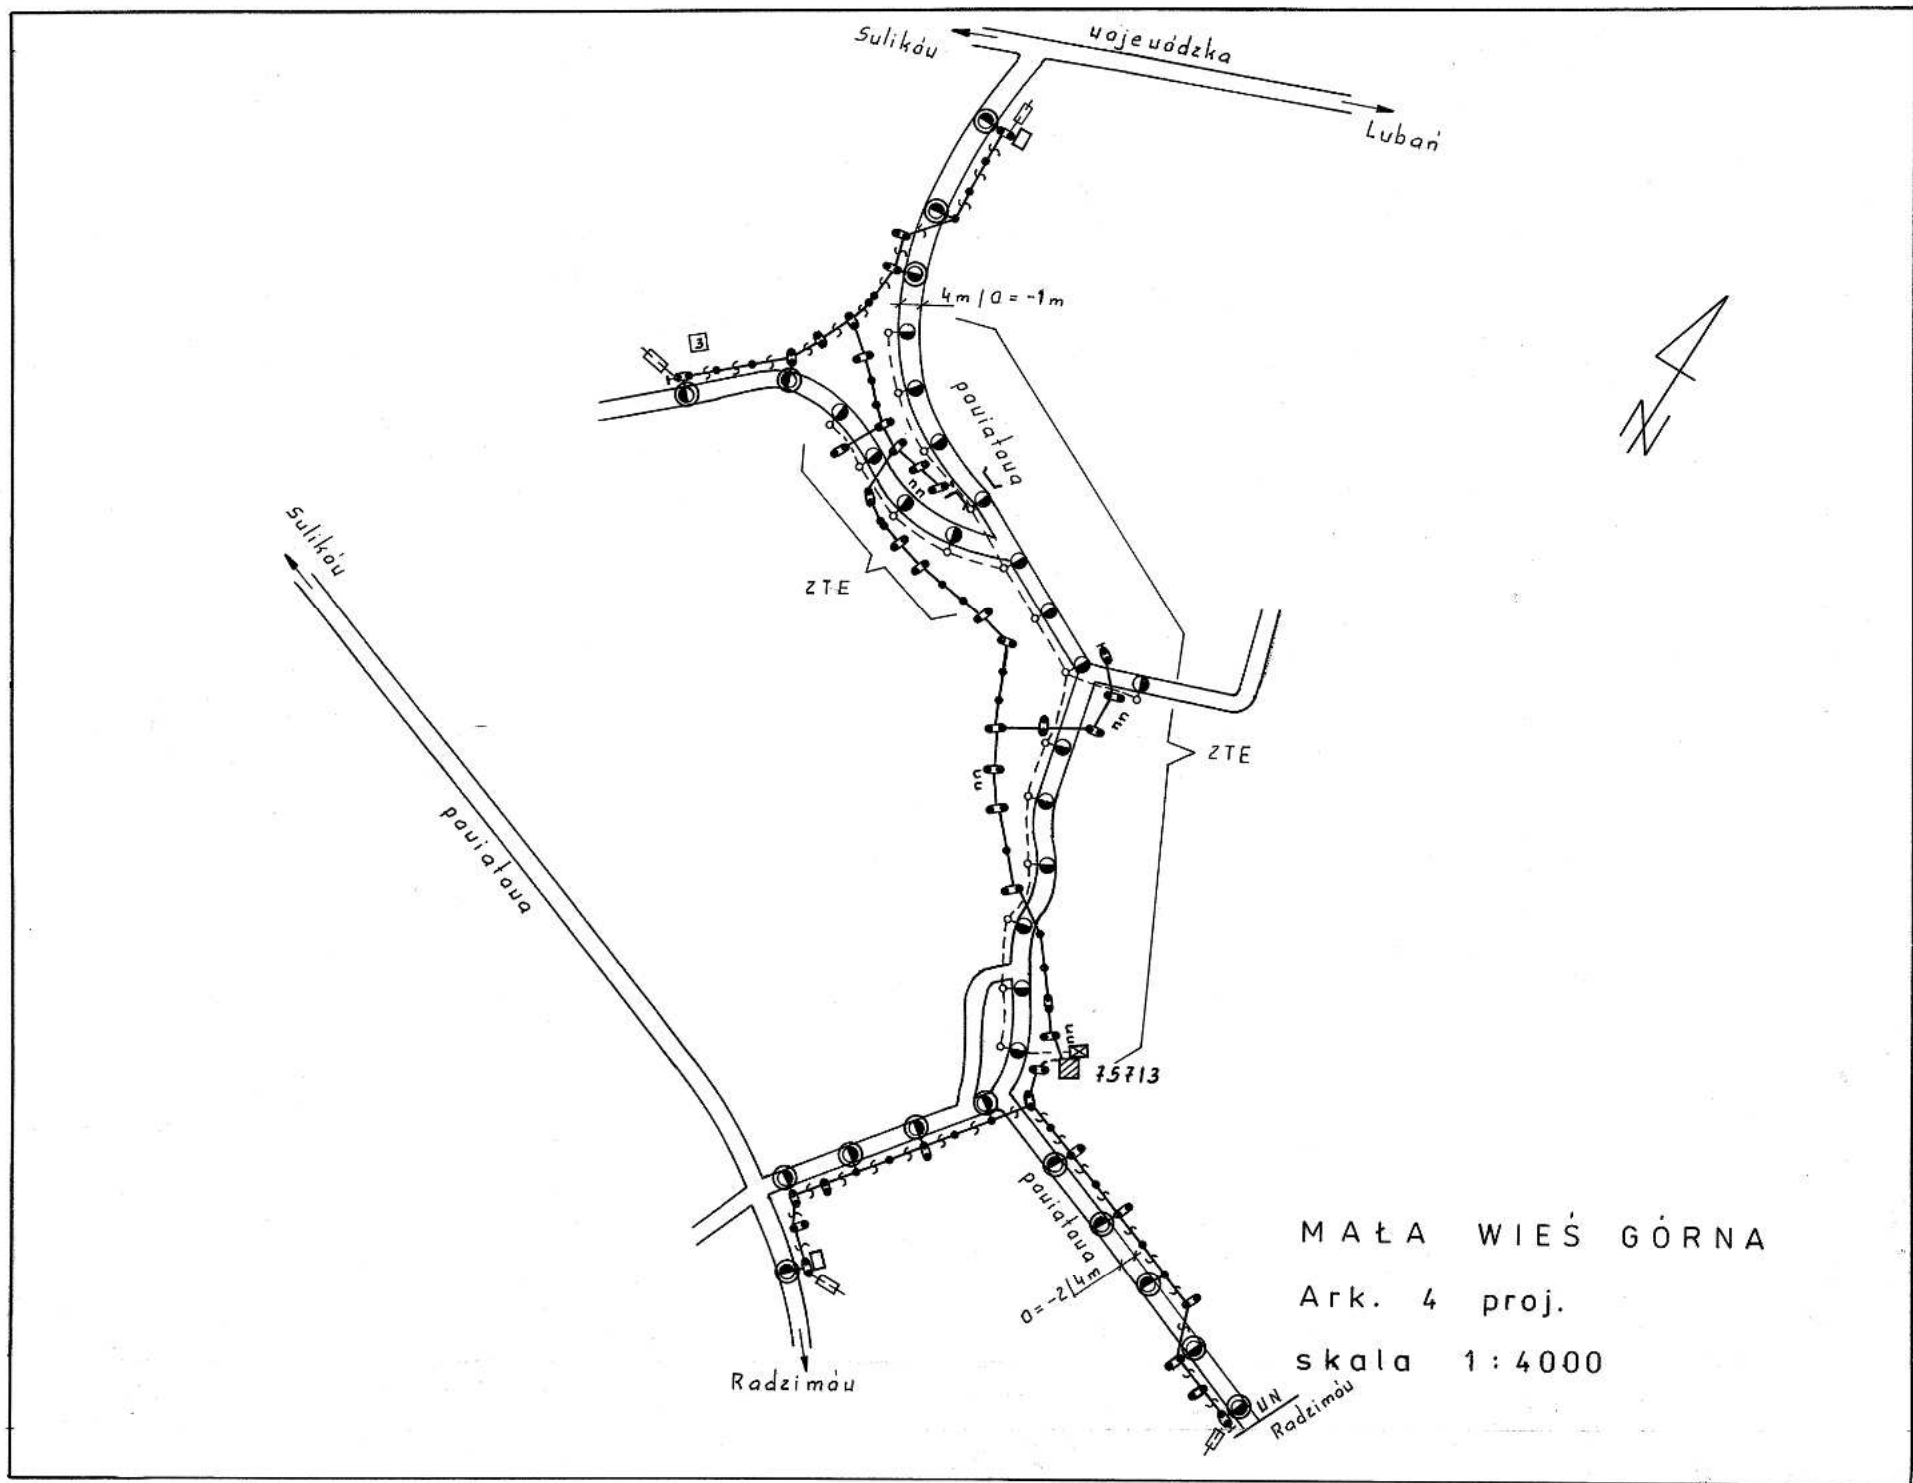 Sulików
wojewódzka
Lubań
4m / O = -1m
3
powiatowa
nn
Sulików
ZTE
nn
ZTE
nn
powiatowa
nn
75713
powiatowa
O = -2 / 4m
MAŁA WIEŚ GÓRNA
Ark. 4 proj.
skala 1:4000
Radzimów
WN
Radzimów
N